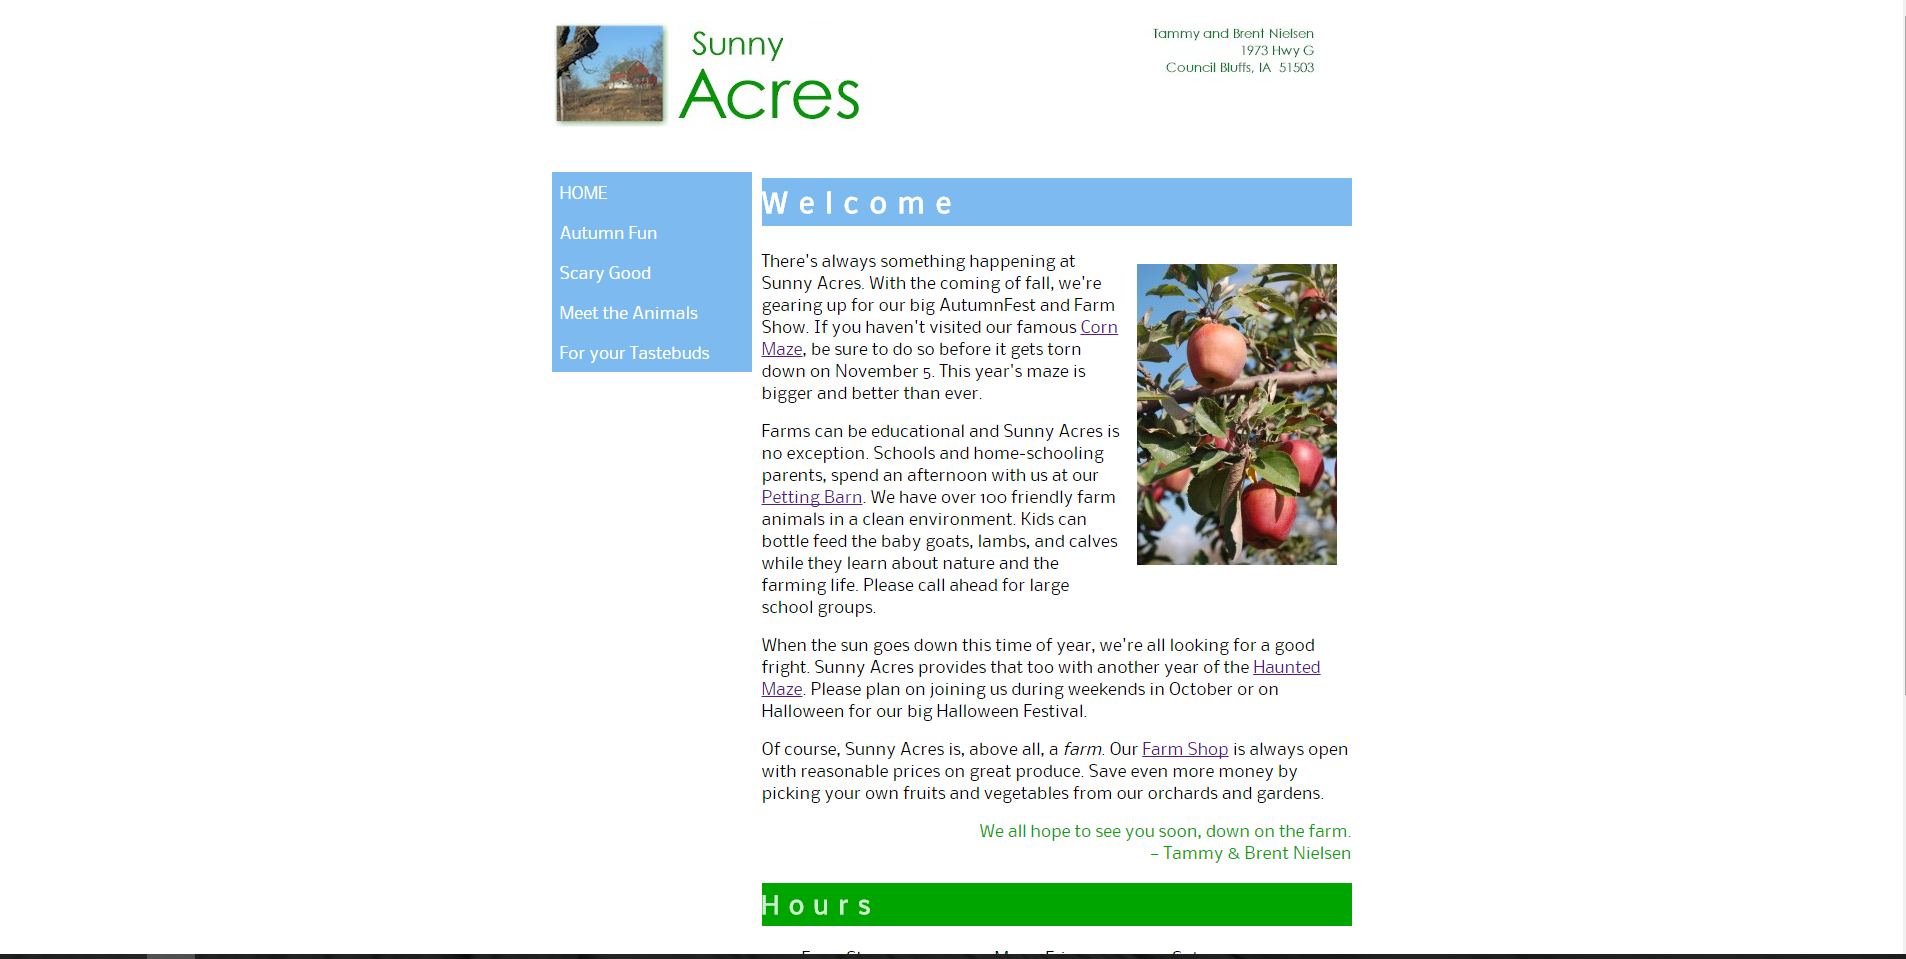 Sunny
Acres
Tammy and Brent Nielsen
1973 Hwy G
Council Bluffs, IA 51503
HOME
Autumn Fun
Scary Good
Meet the Animals
For your Tastebuds
Welcome
There's always something happening at
Sunny Acres. With the coming of fall, we're
gearing up for our big AutumnFest and Farm
Show. If you haven't visited our famous Corn
Maze, be sure to do so before it gets torn
down on November 5. This year's maze is
bigger and better than ever.
Farms can be educational and Sunny Acres is
no exception. Schools and home-schooling
parents, spend an afternoon with us at our
Petting Barn. We have over 100 friendly farm
animals in a clean environment. Kids can
bottle feed the baby goats, lambs, and calves
while they learn about nature and the
farming life. Please call ahead for large
school groups.
When the sun goes down this time of year, we're all looking for a good
fright. Sunny Acres provides that too with another year of the Haunted
Maze. Please plan on joining us during weekends in October or on
Halloween for our big Halloween Festival.
Of course, Sunny Acres is, above all, a farm. Our Farm Shop is always open
with reasonable prices on great produce. Save even more money by
picking your own fruits and vegetables from our orchards and gardens.
We all hope to see you soon, down on the farm.
– Tammy & Brent Nielsen
Hours